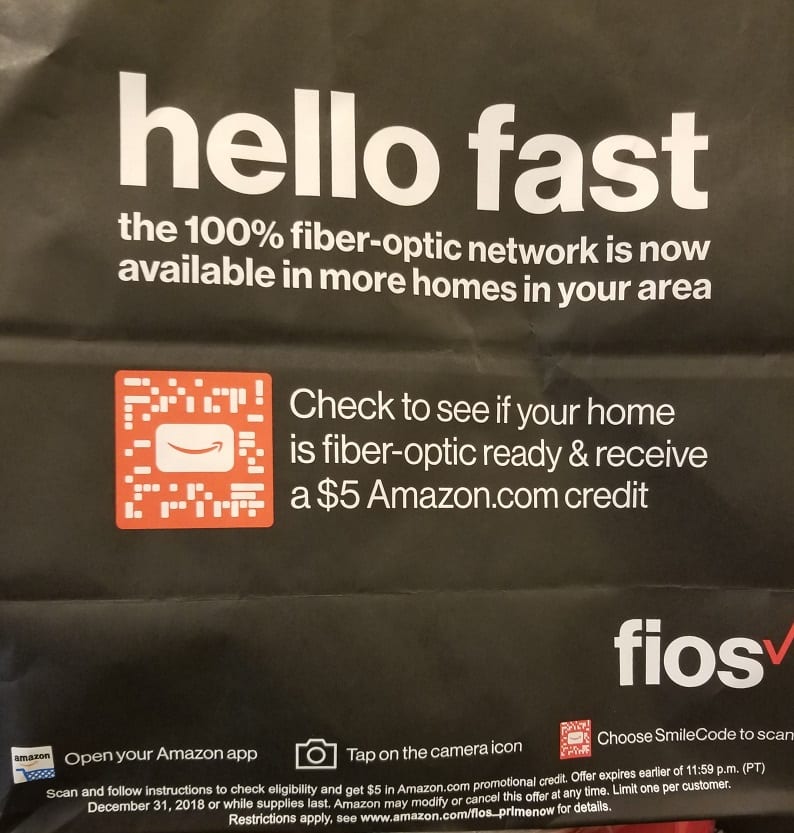 hello fast
the 100% fiber-optic network is now
available in more homes in your area
Check to see if your home
is fiber-optic ready & receive
a $5 Amazon.com credit
fios
amazon
Open your Amazon app
Tap on the camera icon
Choose SmileCode to scan
Scan and follow instructions to check eligibility and get $5 in Amazon.com promotional credit. Offer expires earlier of 11:59 p.m. (PT)
December 31, 2018 or while supplies last. Amazon may modify or cancel this offer at any time. Limit one per customer.
Restrictions apply, see www.amazon.com/fios_primenow for details.